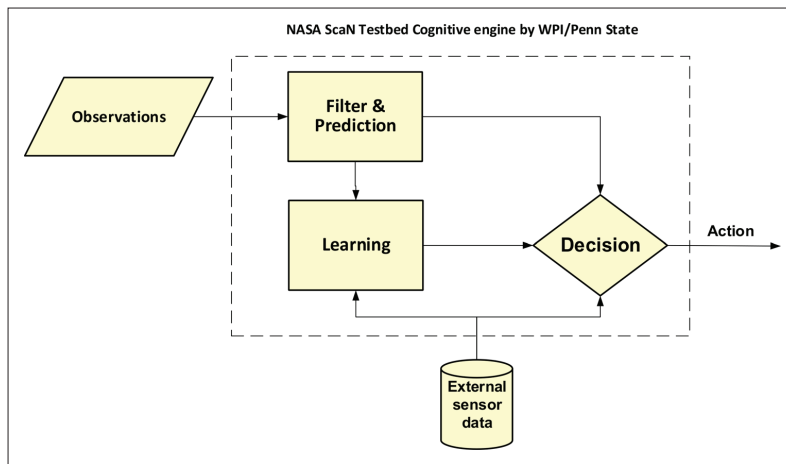 NASA ScaN Testbed Cognitive engine by WPI/Penn State
Observations
Filter &
Prediction
Learning
Decision
Action
External
sensor
data